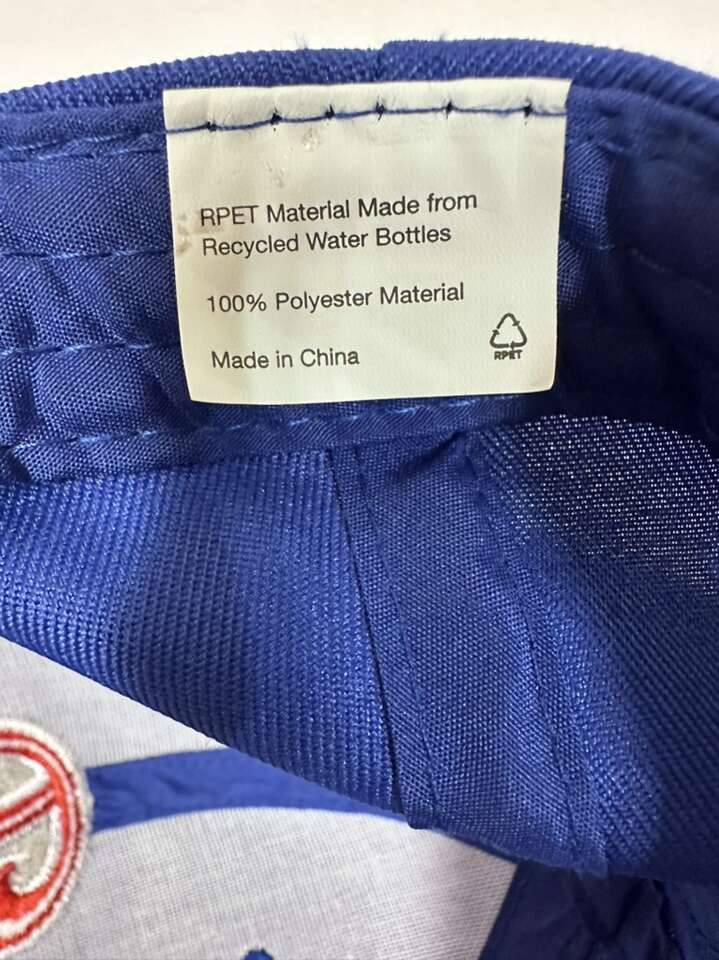 RPET Material Made from
Recycled Water Bottles
100% Polyester Material
Made in China
RPET